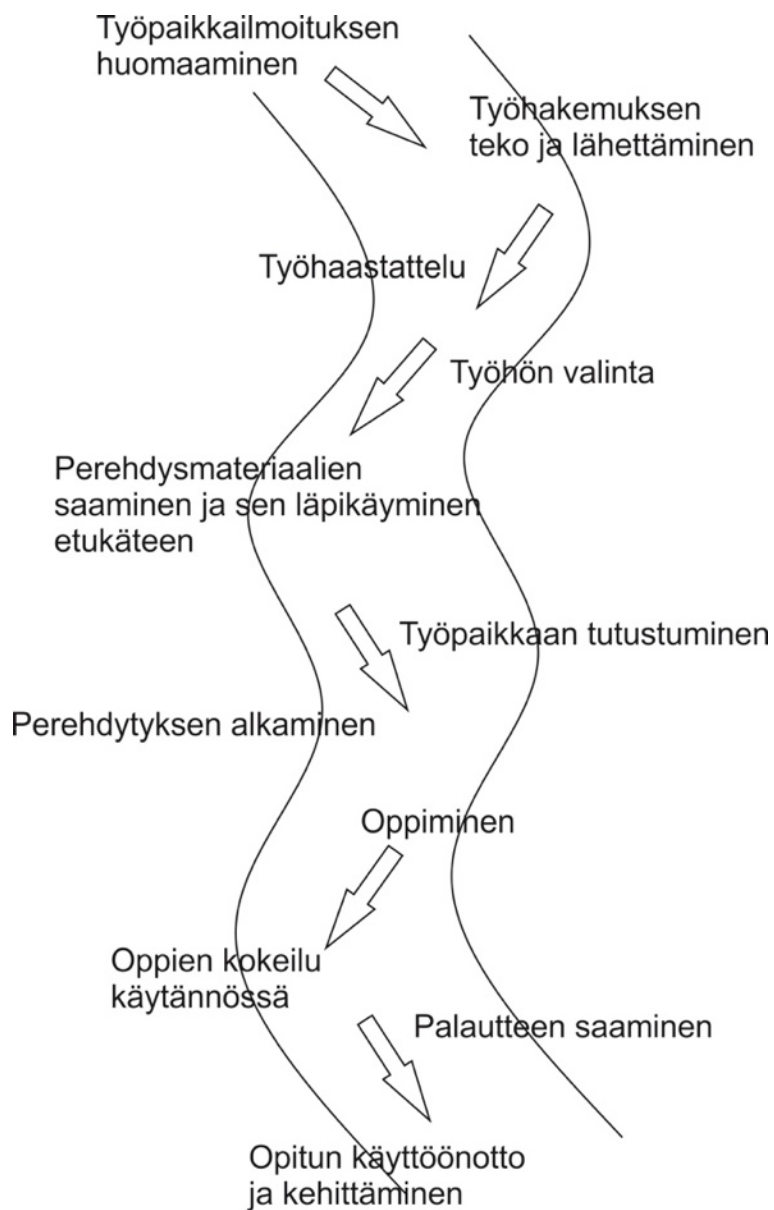 Työpaikkailmoituksen
huomaaminen
Työhakemuksen
teko ja lähettäminen
Työhaastattelu
Työhön valinta
Perehdysmateriaalien
saaminen ja sen läpikäyminen
etukäteen
Työpaikkaan tutustuminen
Perehdytyksen alkaminen
Oppiminen
Oppien kokeilu
käytännössä
Palautteen saaminen
Opitun käyttöönotto
ja kehittäminen